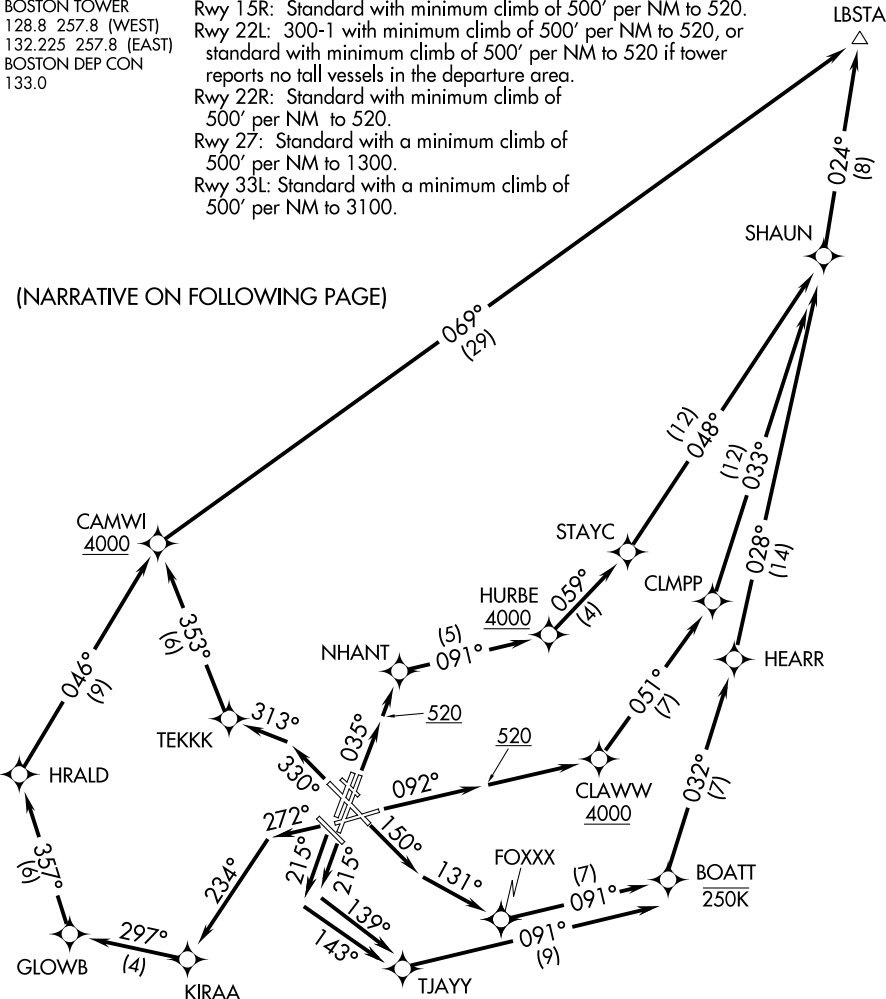 BOSTON TOWER
128.8 257.8 (WEST)
132.225 257.8 (EAST)
BOSTON DEP CON
133.0
Rwy 15R: Standard with minimum climb of 500' per NM to 520.
Rwy 22L: 300-1 with minimum climb of 500' per NM to 520, or
standard with minimum climb of 500' per NM to 520 if tower
reports no tall vessels in the departure area.
Rwy 22R: Standard with minimum climb of
500' per NM to 520.
Rwy 27: Standard with a minimum climb of
500' per NM to 1300.
Rwy 33L: Standard with a minimum climb of
500' per NM to 3100.
(NARRATIVE ON FOLLOWING PAGE)
LBSTA
024°
(8)
SHAUN
069°
(29)
(12)
048°
(12)
033°
028°
(14)
CAMWI
4000
STAYC
CLMPP
HURBE
4000
059°
(4)
353°
(6)
NHANT
(5)
091°
HEARR
046°
(9)
TEKKK
313°
035°
520
520
051°
(7)
HRALD
330°
092°
CLAWW
4000
032°
(7)
272°
150°
357°
(6)
234°
215°
215°
131°
FOXXX
(7)
091°
BOATT
250K
139°
143°
091°
(9)
297°
(4)
GLOWB
KIRAA
TJAYY